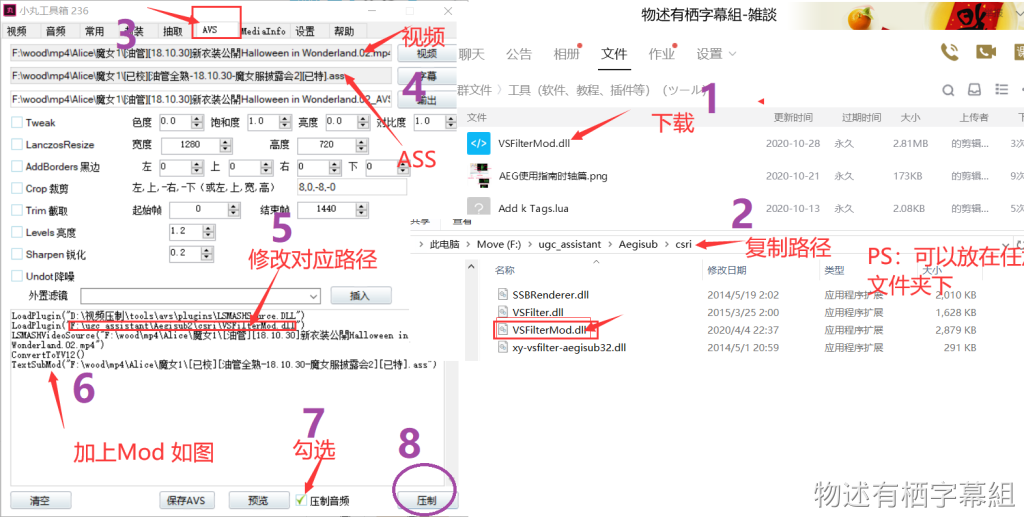 小丸工具箱 236
视频 音频 常用 封装 抽取 AVS MediaInfo 设置 帮助
3
F:\wood\mp4\Alice\魔女1\[油管][18.10.30]新衣装公開Halloween in Wonderland.02.mp4
视频
视频
F:\wood\mp4\Alice\魔女1\[已校][油管全熟-18.10.30-魔女服披露会2][已特].ass
字幕
4
F:\wood\mp4\Alice\魔女1\[油管][18.10.30]新衣装公開Halloween in Wonderland.02_AVS
输出
Tweak 色度 0.0 饱和度 1.0 亮度 0.0 对比度 1.0
LanczosResize 宽度 1280 高度 720
ASS
AddBorders 黑边 左 0 上 0 右 0 下 0
Crop 裁剪 左,上,-右,-下（或左,上,宽,高） 8,0,-8,-0
Trim 截取 起始帧 0 结束帧 1440
Levels 亮度 1.2
5
Sharpen 锐化 0.2
修改对应路径
Undot 降噪
外置滤镜 插入
LoadPlugin("D:\视频压制\tools\avs\plugins\LSMASHSource.DLL")
LoadPlugin("F:\ugc_assistant\Aegisub2\csri\VSFilterMod.dll")
LSMASHVideoSource("F:\wood\mp4\Alice\魔女1\[油管][18.10.30]新衣装公開Halloween in
Wonderland.02.mp4")
ConvertToYV12()
TextSubMod("F:\wood\mp4\Alice\魔女1\[已校][油管全熟-18.10.30-魔女服披露会2][已特].ass")
6
加上Mod 如图
7
勾选
8
清空 保存AVS 预览 压制音频 压制
物述有栖字幕組-雑談
聊天 公告 相册 文件 作业 设置
群文件 〉工具（软件、教程、插件等）（ツール）
1
下载
文件 更新时间 过期时间 大小 上传者
VSFilterMod.dll 2020-10-28 永久 2.81MB 的剪辑... 3次
AEG使用指南时轴篇.png 2020-10-21 永久 173KB 的剪辑... 9次
Add k Tags.lua 2020-10-13 永久 2.08KB 的剪辑... 5次
共享 查看
2
此电脑 › Move (F:) › ugc_assistant › Aegisub › csri
复制路径
PS：可以放在任意
文件夹下
名称 修改日期 类型 大小
SSBRenderer.dll 2014/5/19 2:02 应用程序扩展 2,010 KB
VSFilter.dll 2015/3/25 2:00 应用程序扩展 1,628 KB
VSFilterMod.dll 2020/4/4 22:37 应用程序扩展 2,879 KB
xy-vsfilter-aegisub32.dll 2014/5/1 20:59 应用程序扩展 291 KB
物述有栖字幕組